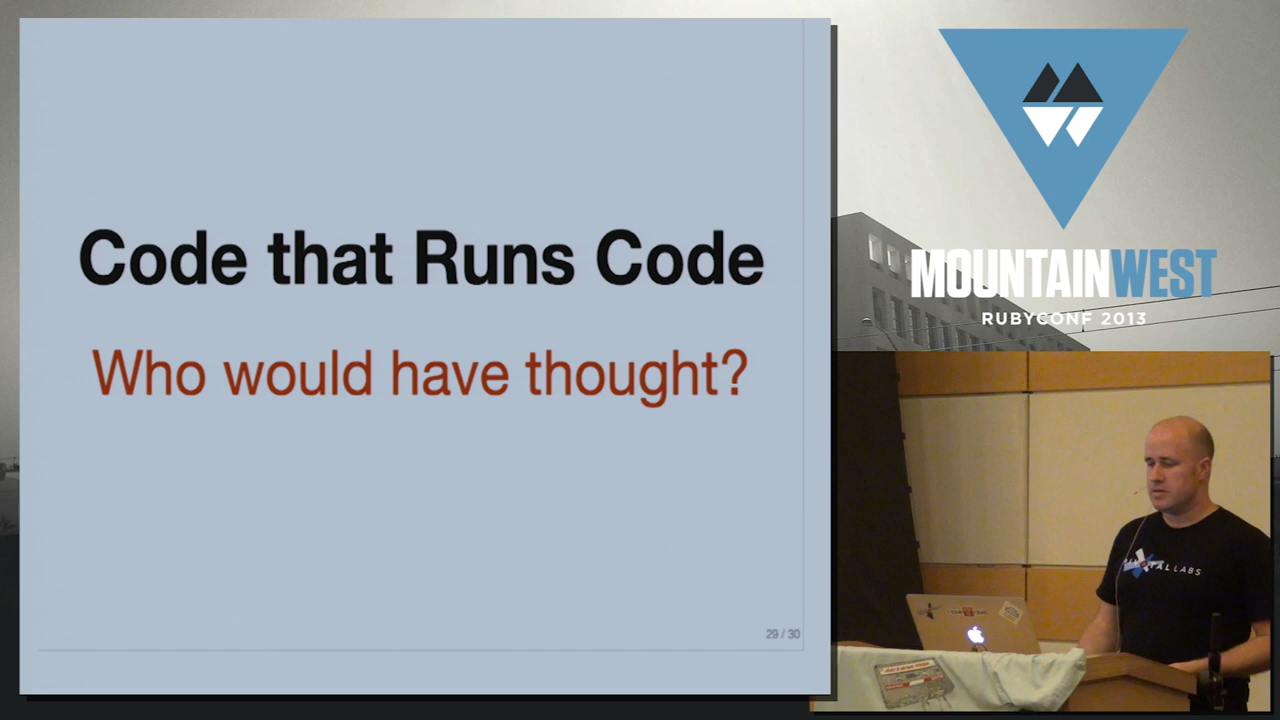 Code that Runs Code
Who would have thought?
29 / 30
MOUNTAINWEST
RUBYCONF 2013
LABS